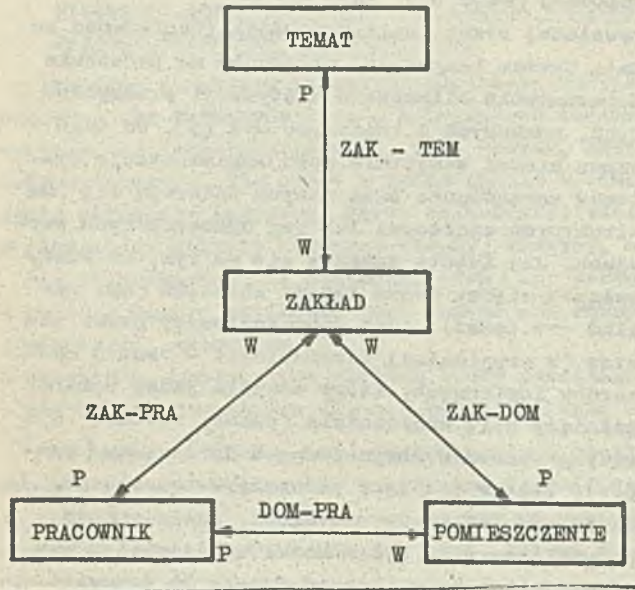 TEMAT
P
ZAK - TEM
W
ZAKŁAD
W W
ZAK-PRA ZAK-DOM
P P
PRACOWNIK DOM-PRA POMIESZCZENIE
P W